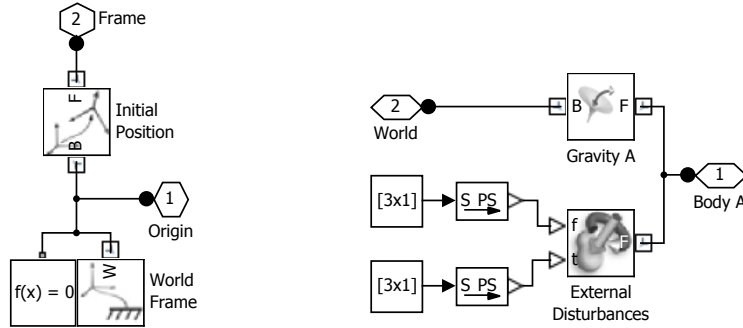 2
Frame
F
B
Initial
Position
1
Origin
W
f(x) = 0
World
Frame
2
World
B
F
Gravity A
1
Body A
[3x1]
S PS
f
F
t
[3x1]
S PS
External
Disturbances